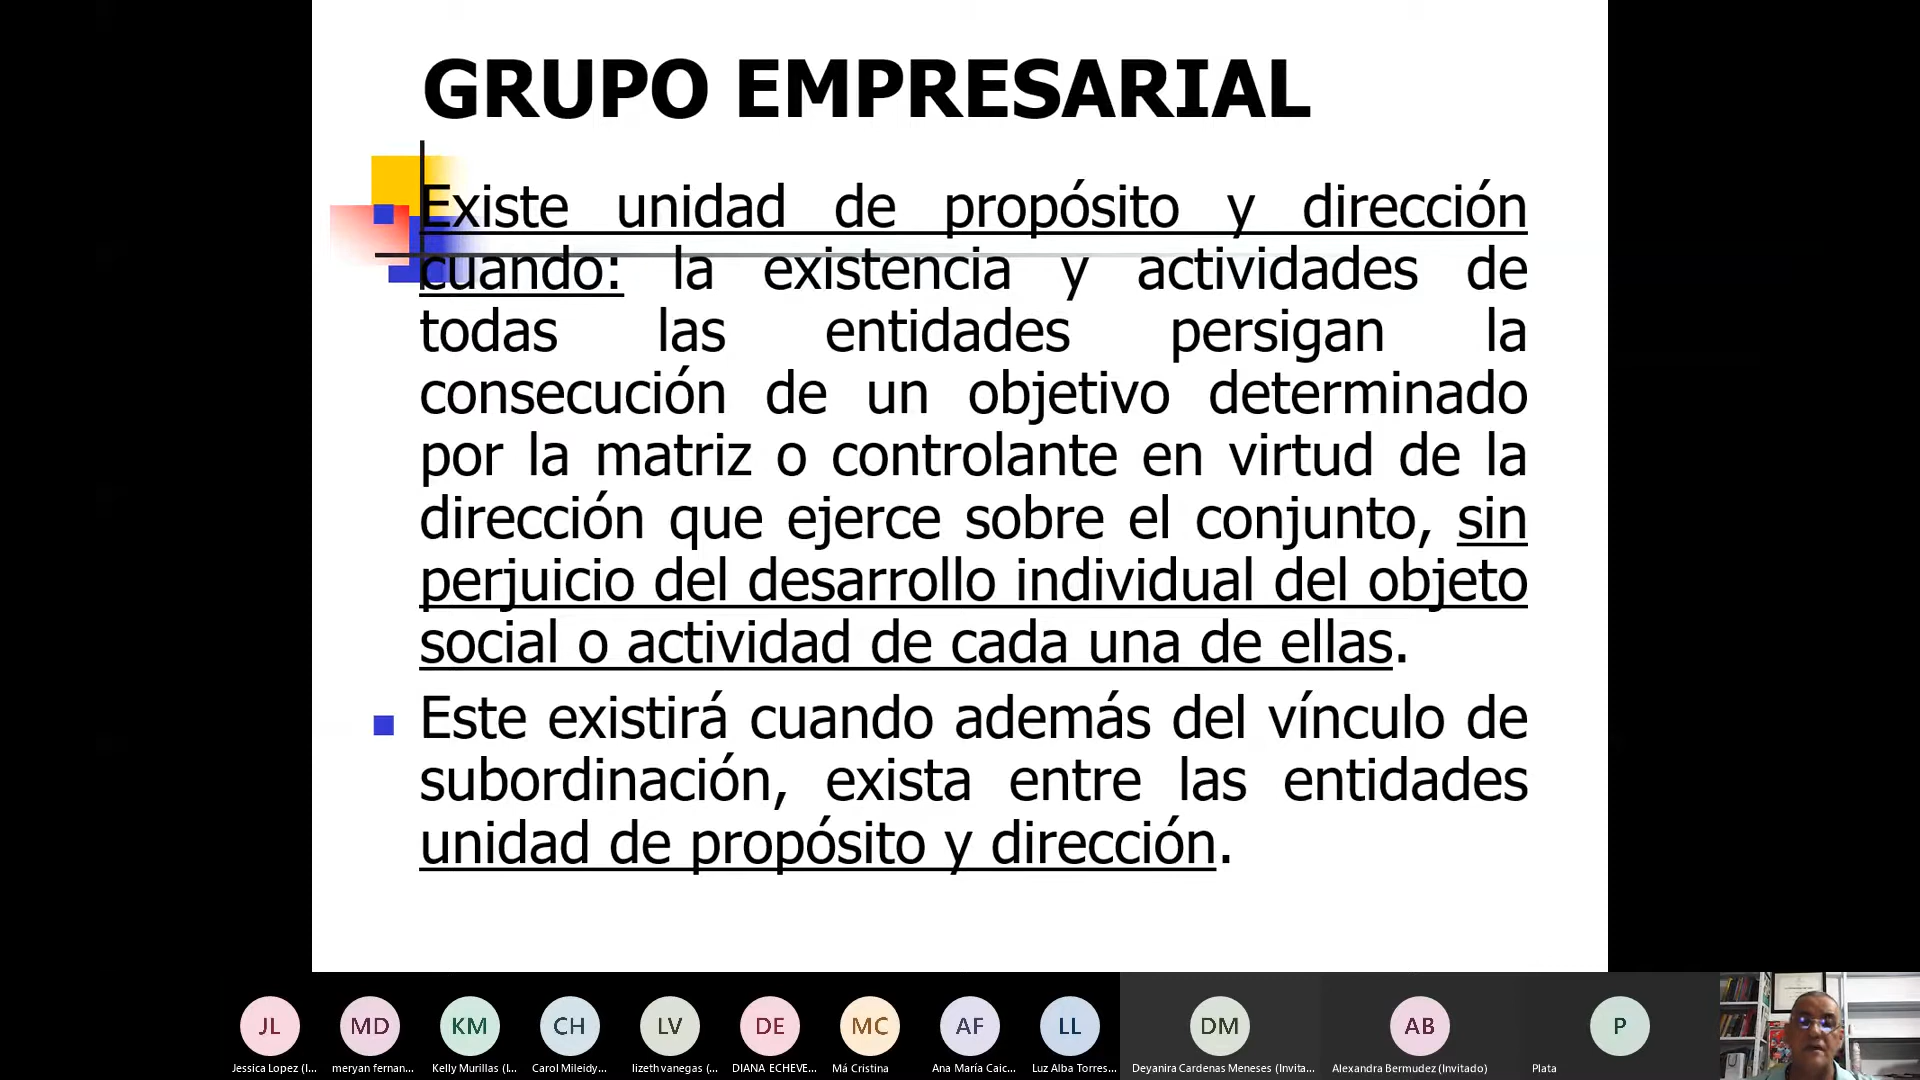 GRUPO EMPRESARIAL
Existe unidad de propósito y dirección
cuando: la existencia y actividades de
todas las entidades persigan la
consecución de un objetivo determinado
por la matriz o controlante en virtud de la
dirección que ejerce sobre el conjunto, sin
perjuicio del desarrollo individual del objeto
social o actividad de cada una de ellas.
Este existirá cuando además del vínculo de
subordinación, exista entre las entidades
unidad de propósito y dirección.
JL MD KM CH LV DE MC AF LL DM AB P
Jessica Lopez (I... meryan fernan... Kelly Murillas (I... Carol Mileidy... lizeth vanegas (... DIANA ECHEVE... Má Cristina Ana María Caic... Luz Alba Torres... Deyanira Cardenas Meneses (Invita... Alexandra Bermudez (Invitado) Plata